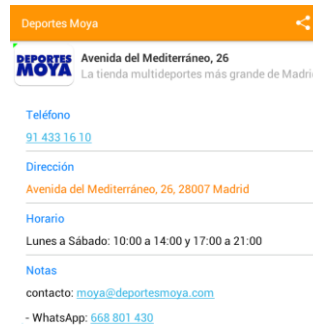 Deportes Moya
DEPORTES
MOYA
Avenida del Mediterráneo, 26
La tienda multideportes más grande de Madrid
Teléfono
91 433 16 10
Dirección
Avenida del Mediterráneo, 26, 28007 Madrid
Horario
Lunes a Sábado: 10:00 a 14:00 y 17:00 a 21:00
Notas
contacto: moya@deportesmoya.com
- WhatsApp: 668 801 430